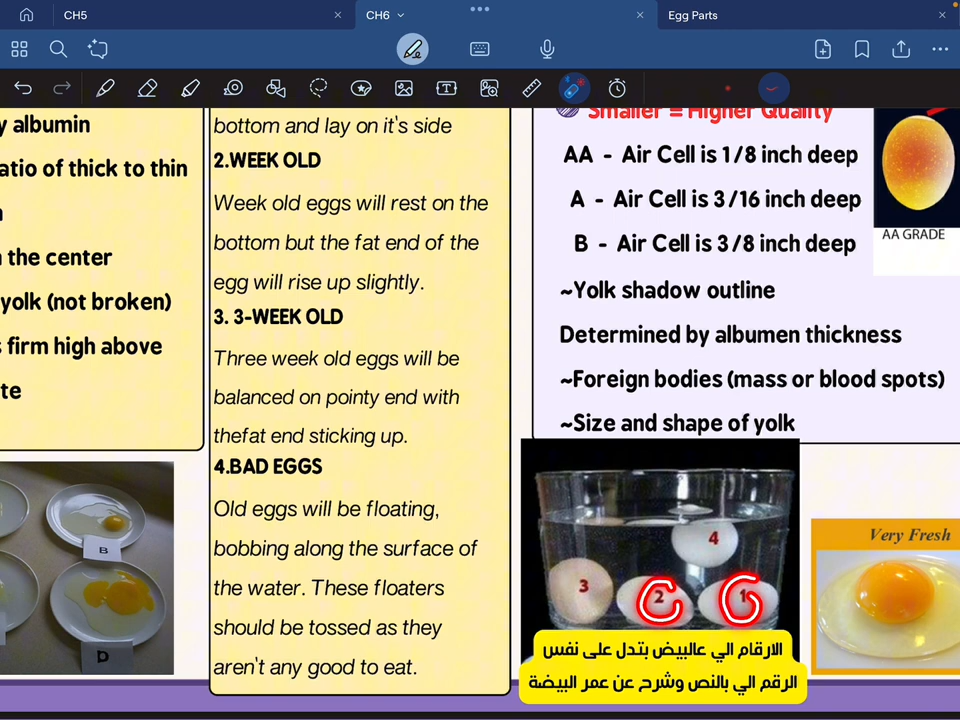 CH5
CH6
Egg Parts
y albumin
atio of thick to thin
the center
yolk (not broken)
firm high above
te
B
D
bottom and lay on it's side
2.WEEK OLD
Week old eggs will rest on the
bottom but the fat end of the
egg will rise up slightly.
3. 3-WEEK OLD
Three week old eggs will be
balanced on pointy end with
thefat end sticking up.
4.BAD EGGS
Old eggs will be floating,
bobbing along the surface of
the water. These floaters
should be tossed as they
aren't any good to eat.
Smaller = Higher Quality
AA - Air Cell is 1/8 inch deep
A - Air Cell is 3/16 inch deep
B - Air Cell is 3/8 inch deep
~Yolk shadow outline
Determined by albumen thickness
~Foreign bodies (mass or blood spots)
~Size and shape of yolk
AA GRADE
4
3
2
1
الارقام الي عالبيض بتدل على نفس
الرقم الي بالنص وشرح عن عمر البيضة
Very Fresh